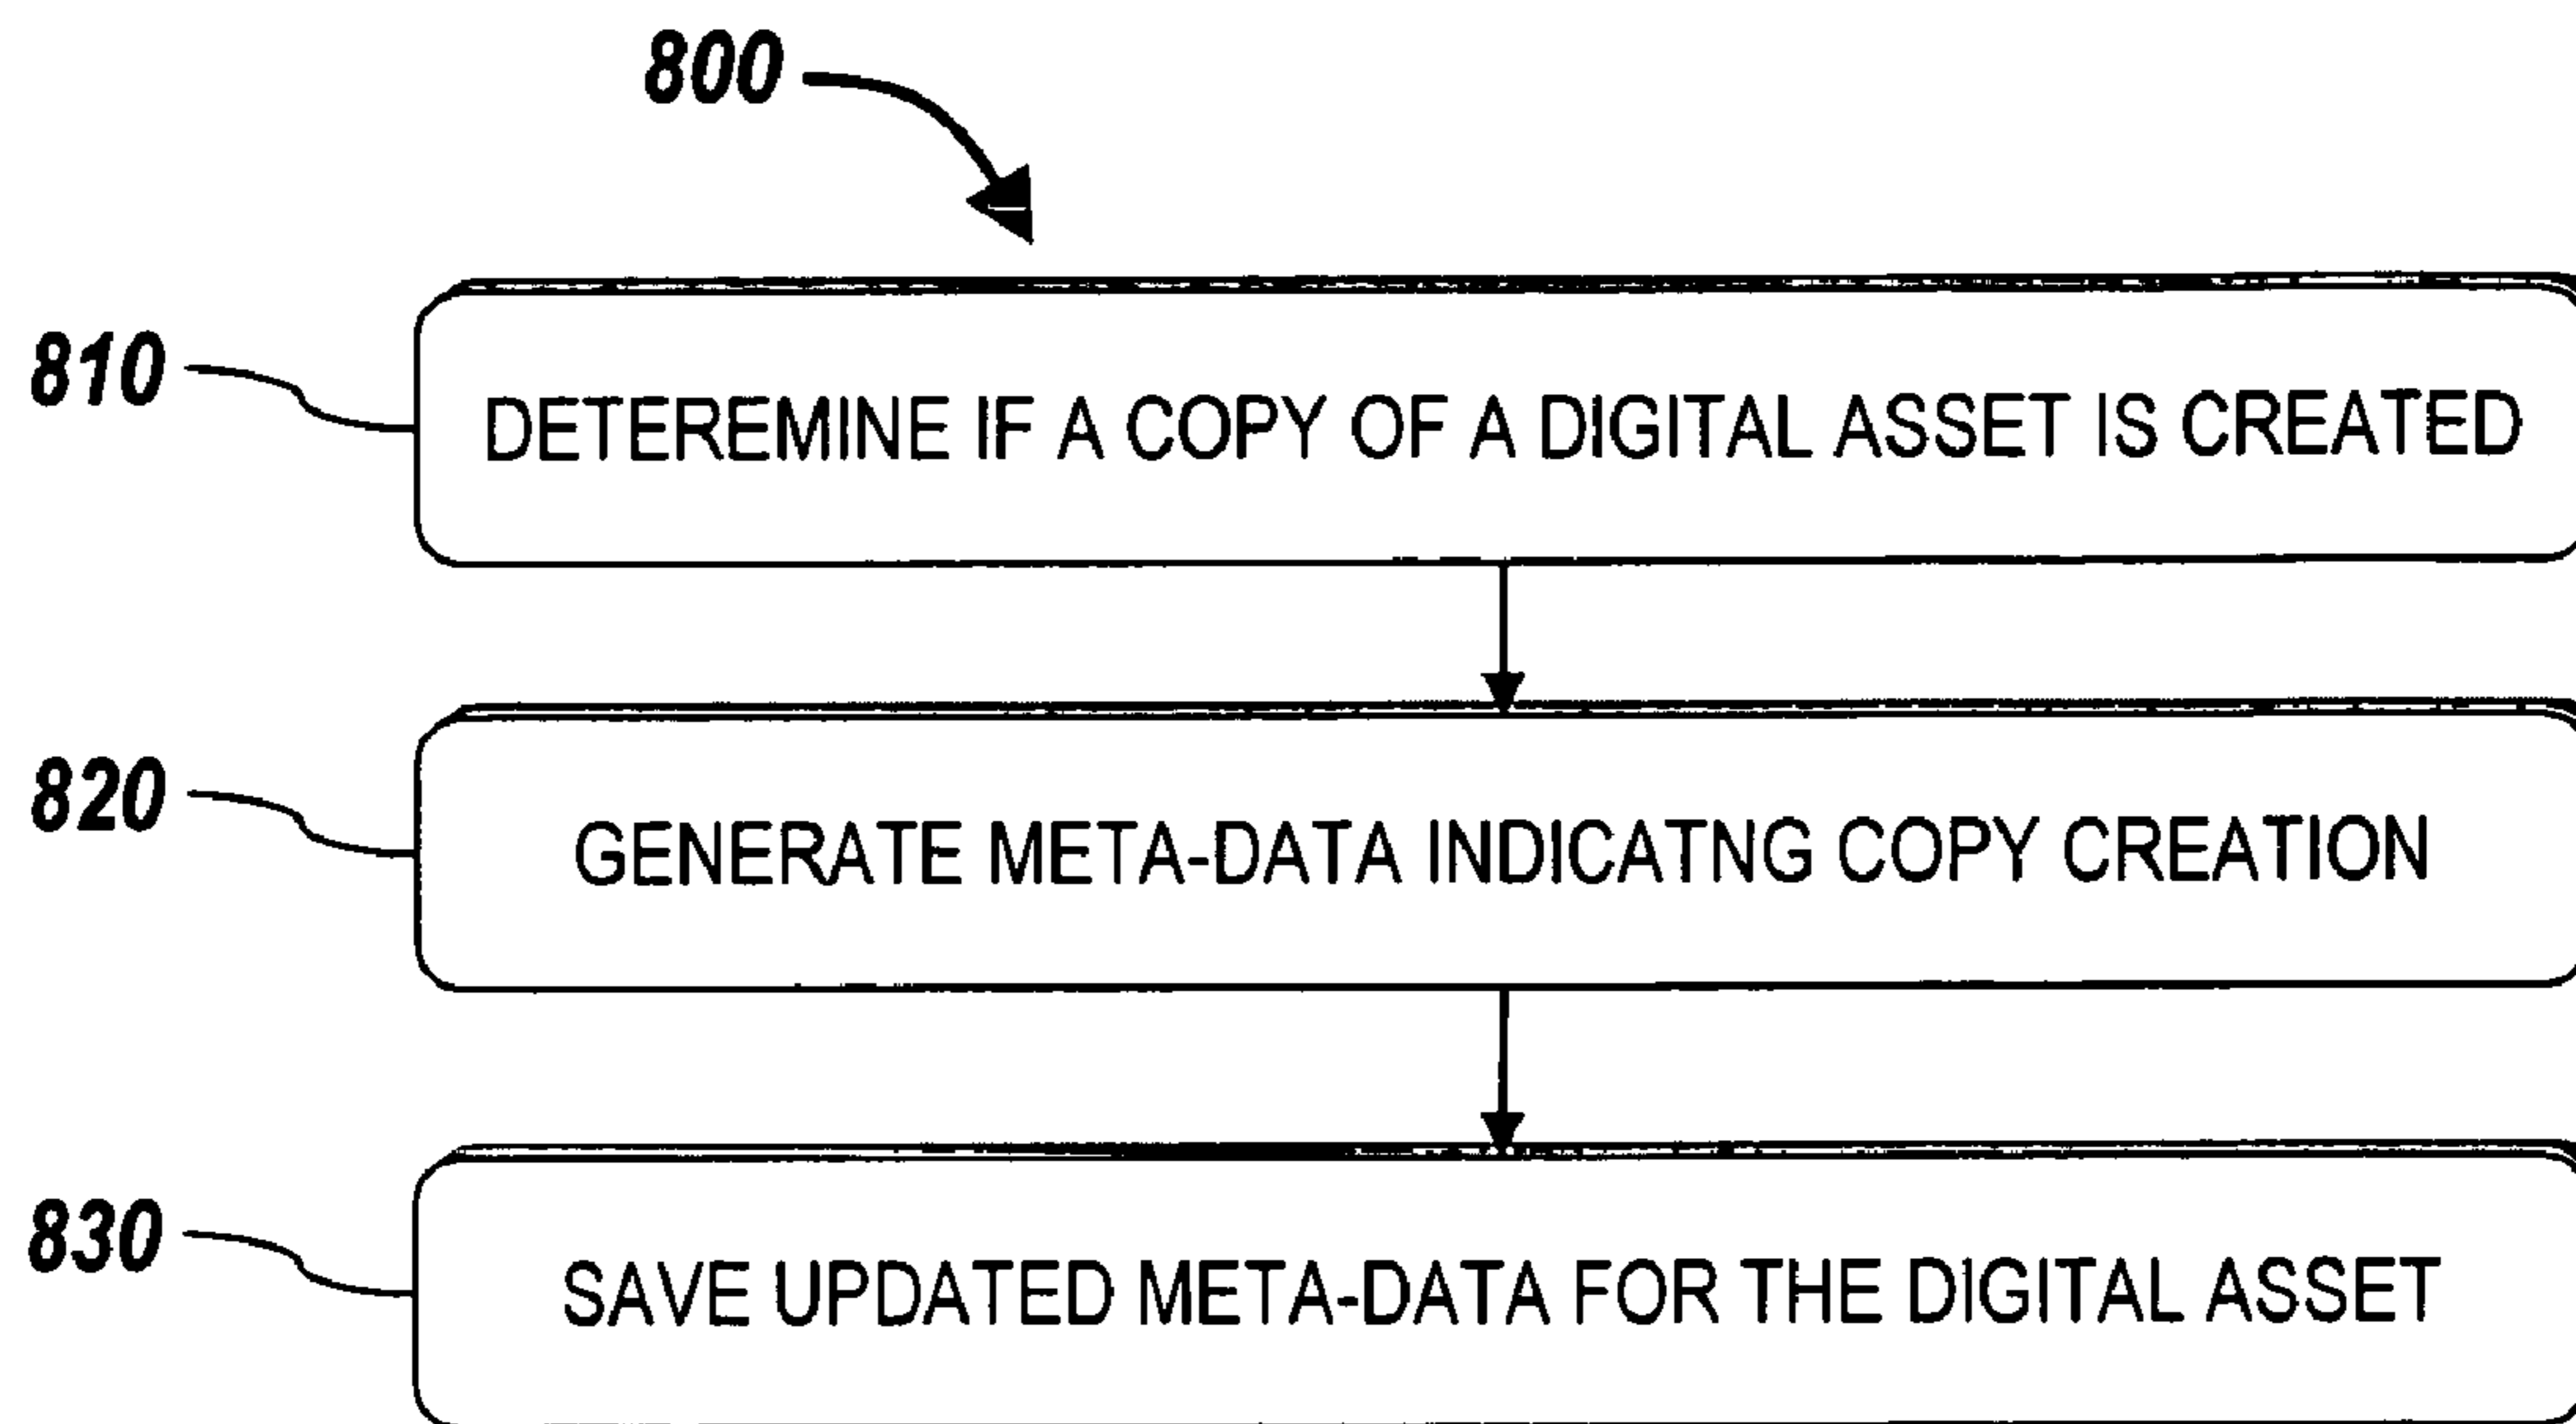 800
810
DETEREMINE IF A COPY OF A DIGITAL ASSET IS CREATED
820
GENERATE META-DATA INDICATNG COPY CREATION
830
SAVE UPDATED META-DATA FOR THE DIGITAL ASSET